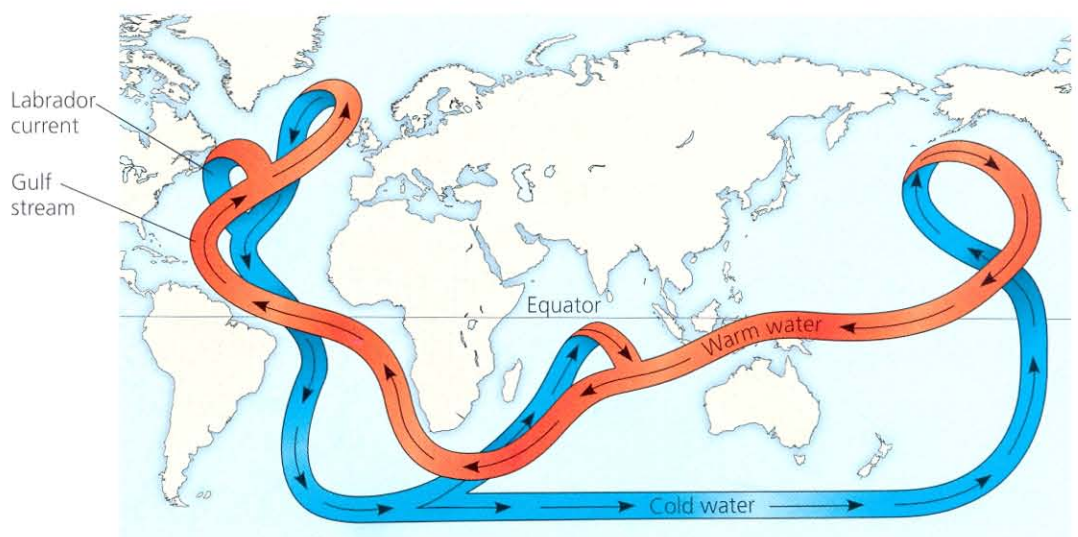 Labrador
current
Gulf
stream
Equator
Warm water
Cold water